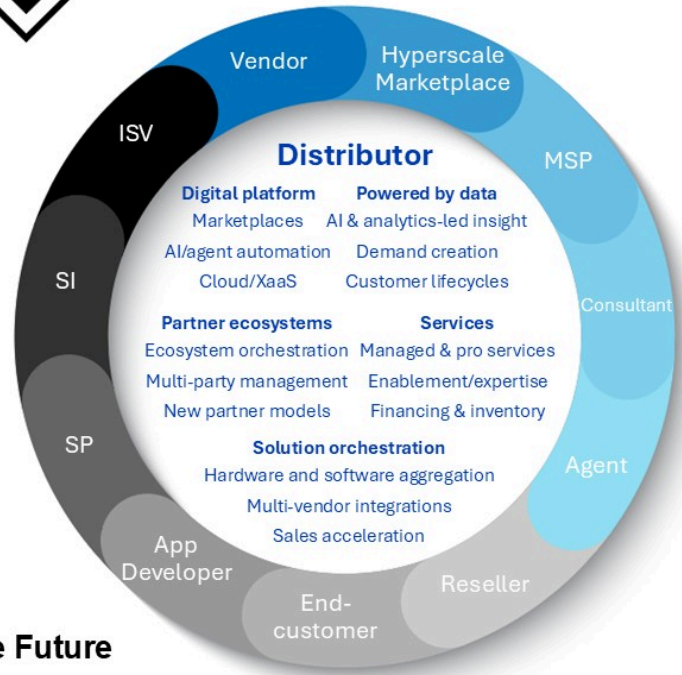 Vendor
Hyperscale
Marketplace
ISV
MSP
SI
Consultant
SP
Agent
App
Developer
End-
customer
Reseller
Distributor
Digital platform
Marketplaces
AI/agent automation
Cloud/XaaS
Powered by data
AI & analytics-led insight
Demand creation
Customer lifecycles
Partner ecosystems
Ecosystem orchestration
Multi-party management
New partner models
Services
Managed & pro services
Enablement/expertise
Financing & inventory
Solution orchestration
Hardware and software aggregation
Multi-vendor integrations
Sales acceleration
Future